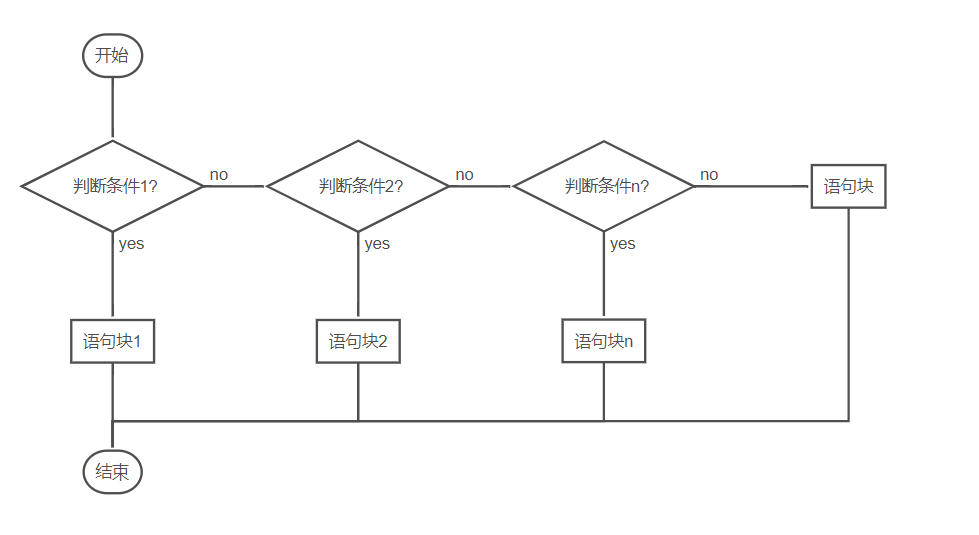 开始
判断条件1?
no
判断条件2?
no
判断条件n?
no
语句块
yes
yes
yes
语句块1
语句块2
语句块n
结束